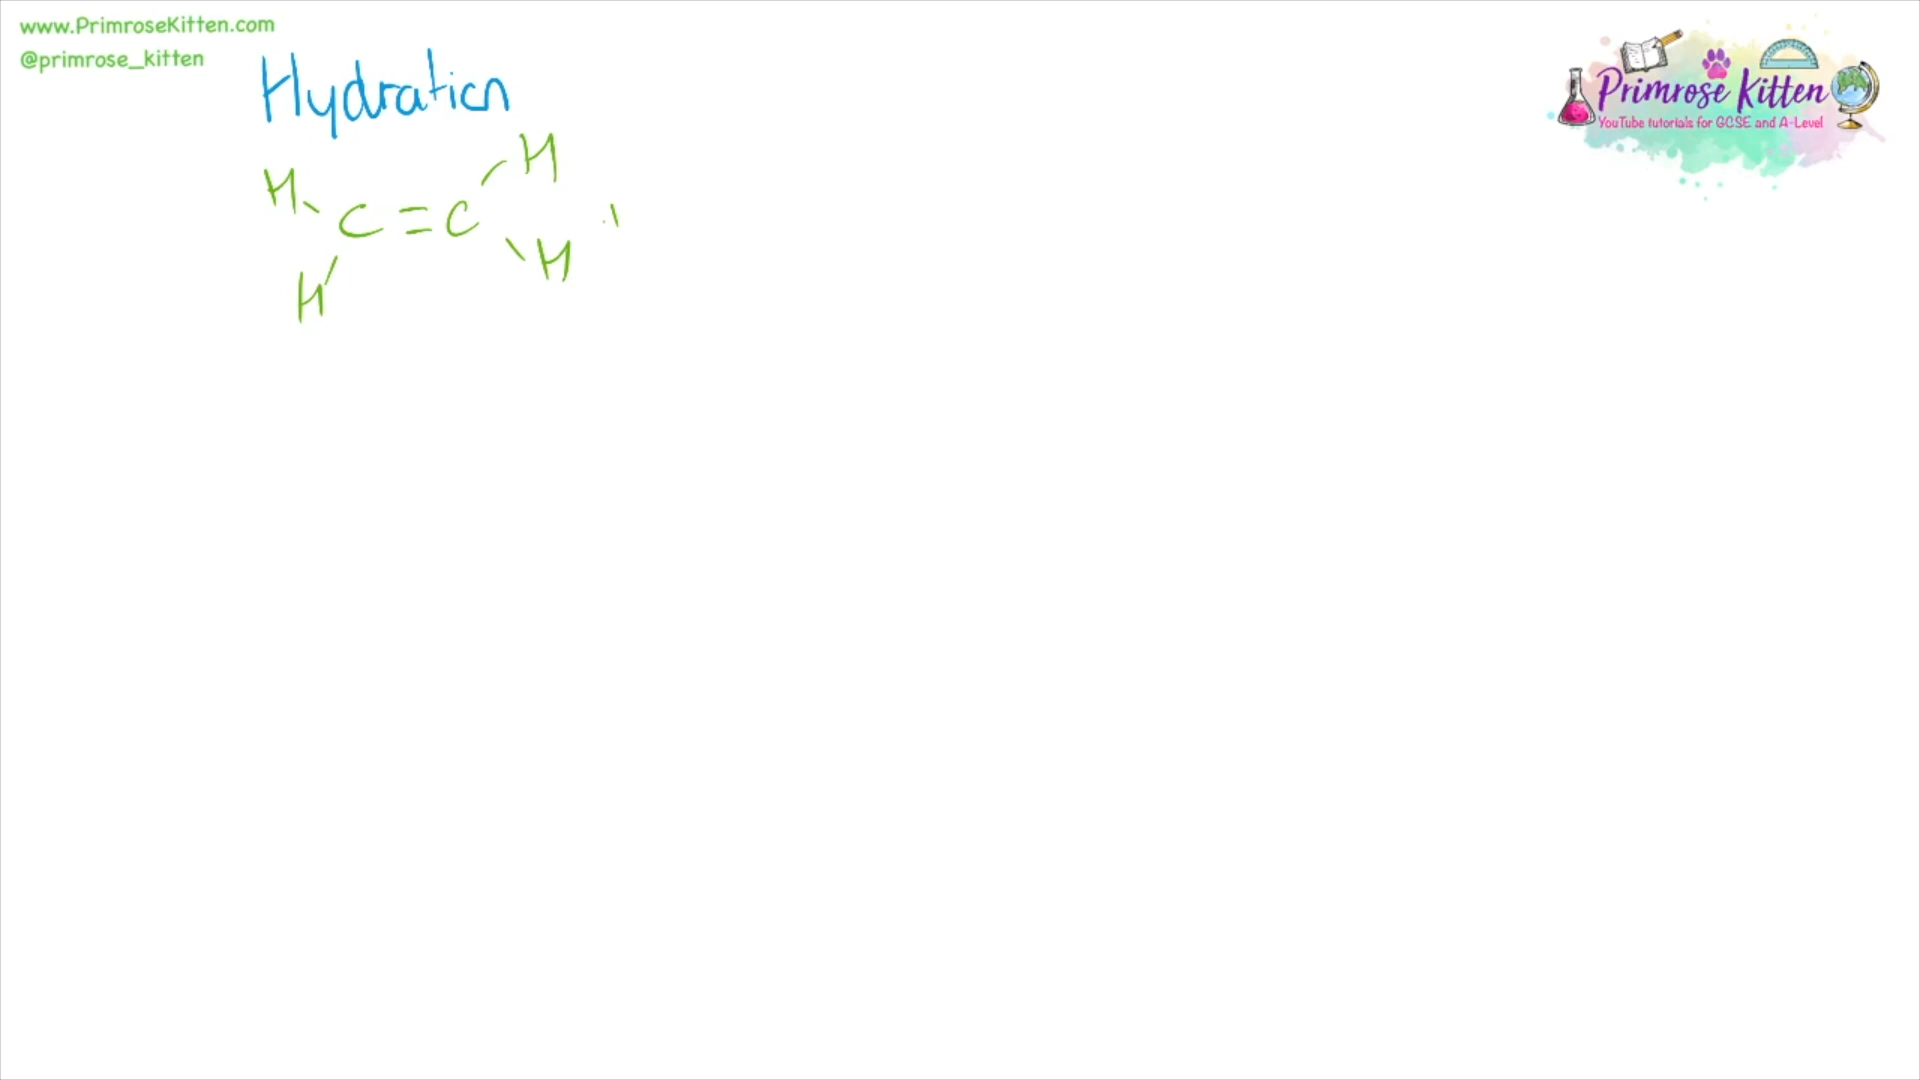 www.PrimroseKitten.com
@primrose_kitten
Hydration
Primrose Kitten
YouTube tutorials for GCSE and A-Level
H
H
C = C
H
H